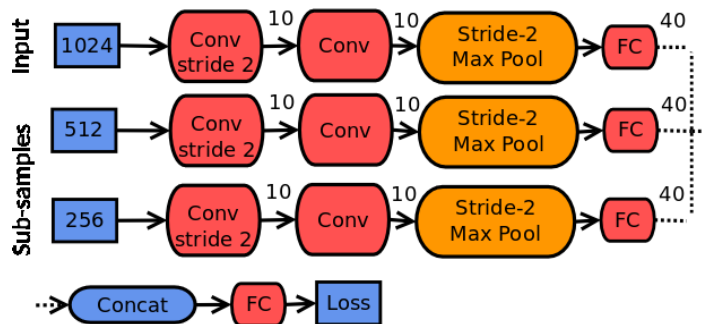 Input
1024
Conv
stride 2
10
Conv
10
Stride-2
Max Pool
FC
40
Sub-samples
512
Conv
stride 2
10
Conv
10
Stride-2
Max Pool
FC
40
256
Conv
stride 2
10
Conv
10
Stride-2
Max Pool
FC
40
Concat
FC
Loss